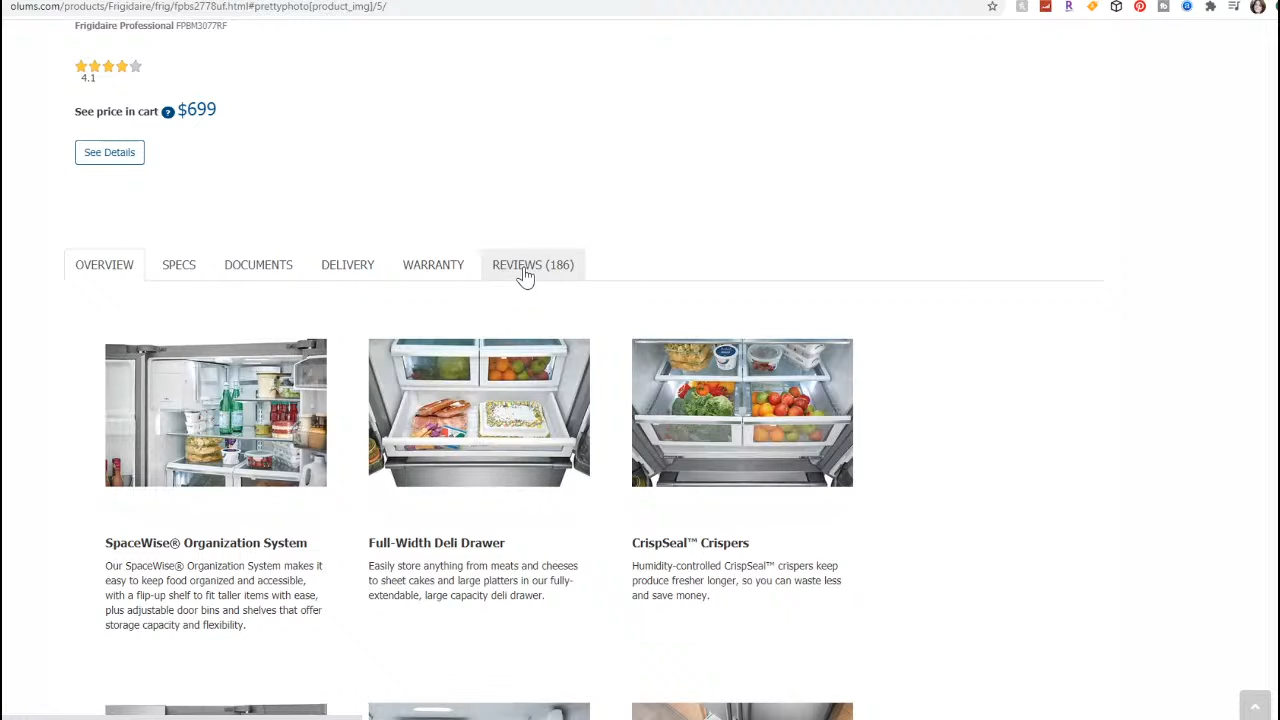 olums.com/products/Frigidaire/frig/fpbs2778uf.html#prettyphoto[product_img]/5/
Frigidaire Professional FPBM3077RF
4.1
See price in cart ? $699
See Details
OVERVIEW SPECS DOCUMENTS DELIVERY WARRANTY REVIEWS (186)
SpaceWise® Organization System
Our SpaceWise® Organization System makes it
easy to keep food organized and accessible,
with a flip-up shelf to fit taller items with ease,
plus adjustable door bins and shelves that offer
storage capacity and flexibility.
Full-Width Deli Drawer
Easily store anything from meats and cheeses
to sheet cakes and large platters in our fully-
extendable, large capacity deli drawer.
CrispSeal™ Crispers
Humidity-controlled CrispSeal™ crispers keep
produce fresher longer, so you can waste less
and save money.